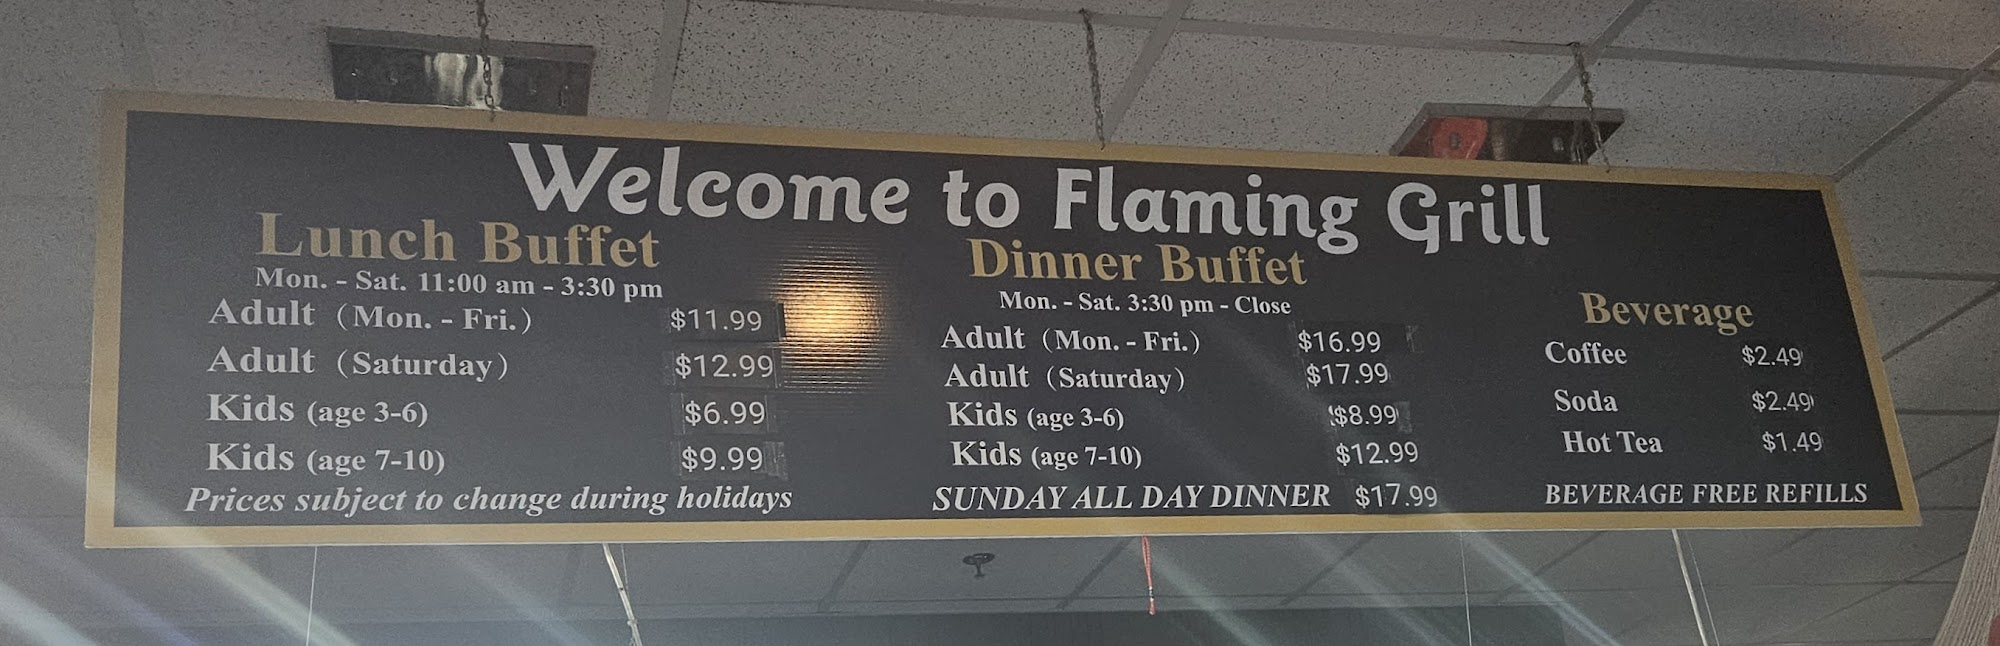 Welcome to Flaming Grill
Lunch Buffet
Mon. - Sat. 11:00 am - 3:30 pm
Adult (Mon. - Fri.) $11.99
Adult (Saturday) $12.99
Kids (age 3-6) $6.99
Kids (age 7-10) $9.99
Prices subject to change during holidays
Dinner Buffet
Mon. - Sat. 3:30 pm - Close
Adult (Mon. - Fri.) $16.99
Adult (Saturday) $17.99
Kids (age 3-6) $8.99
Kids (age 7-10) $12.99
SUNDAY ALL DAY DINNER $17.99
Beverage
Coffee $2.49
Soda $2.49
Hot Tea $1.49
BEVERAGE FREE REFILLS